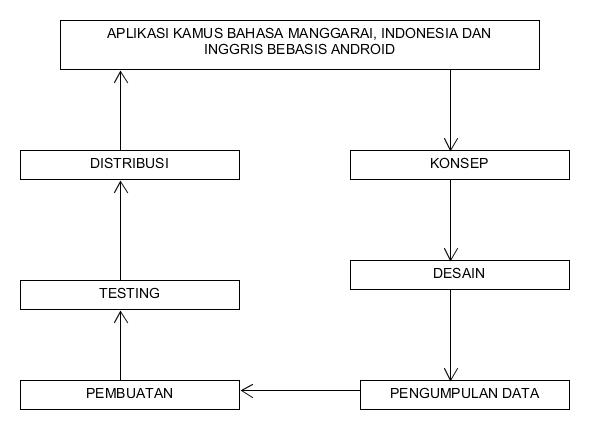 APLIKASI KAMUS BAHASA MANGGARAI, INDONESIA DAN
INGGRIS BEBASIS ANDROID
DISTRIBUSI
KONSEP
DESAIN
TESTING
PEMBUATAN
PENGUMPULAN DATA